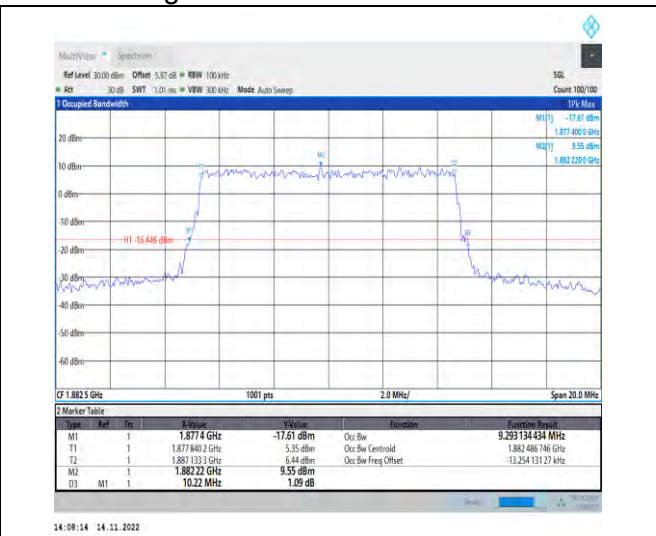 MultiView Spectrum
Ref Level 30.00 dBm Offset 5.97 dB RBW 100 kHz SGL
Att 30 dB SWT 1.01 ms VBW 300 kHz Mode Auto Sweep Count 100/100
1 Occupied Bandwidth 1Pk Max
M1[1] -17.61 dBm
1.877 400 0 GHz
M2[1] 9.55 dBm
1.882 220 0 GHz
20 dBm
10 dBm
0 dBm
-10 dBm
-20 dBm
-30 dBm
-40 dBm
-50 dBm
-60 dBm
M2
T1
T2
M1
D3
H1 -16.446 dBm
CF 1.882 5 GHz 1001 pts 2.0 MHz/ Span 20.0 MHz
2 Marker Table
Type Ref Trc X-Value Y-Value Function Function Result
M1 1 1.877 4 GHz -17.61 dBm Occ Bw 9.293 134 434 MHz
T1 1 1.877 840 2 GHz 5.35 dBm Occ Bw Centroid 1.882 486 746 GHz
T2 1 1.887 133 3 GHz 6.44 dBm Occ Bw Freq Offset -13.254 131 27 kHz
M2 1 1.882 22 GHz 9.55 dBm
D3 M1 1 10.22 MHz 1.09 dB
14:08:14 14.11.2022